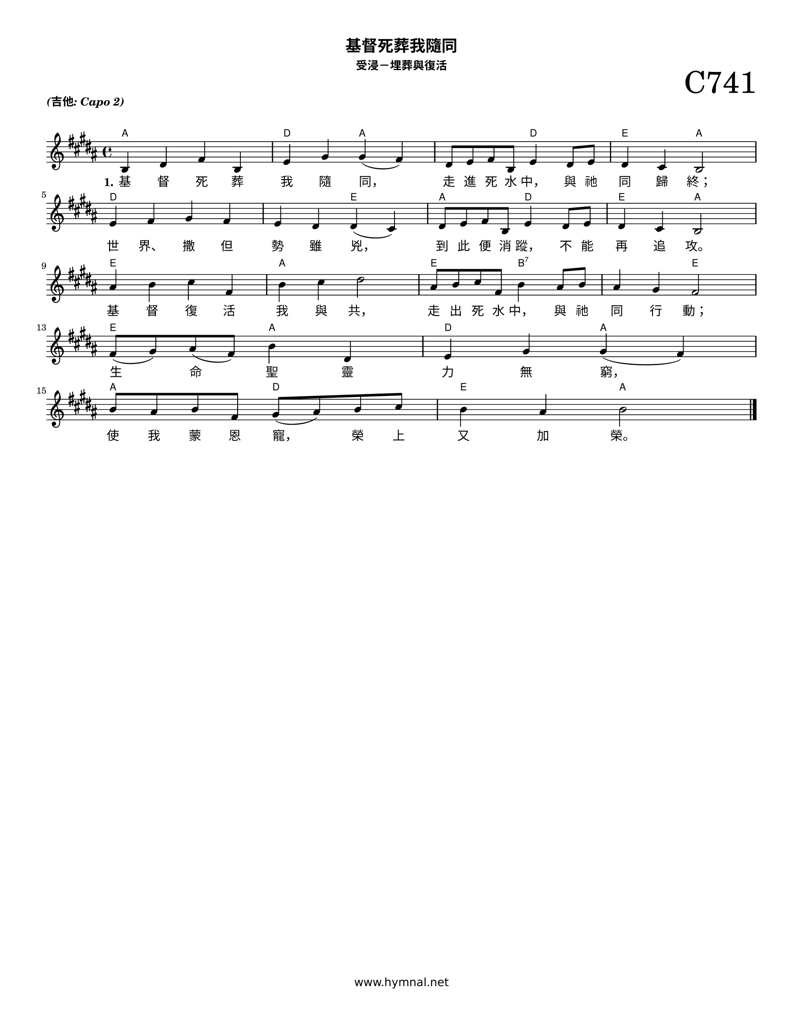 基督死葬我隨同
受浸－埋葬與復活
C741
(吉他: Capo 2)
A D A D E A
1. 基 督 死 葬 我 隨 同， 走 進 死 水 中， 與 祂 同 歸 終；
5
D E A D E A
世 界、 撒 但 勢 雖 兇， 到 此 便 消 蹤， 不 能 再 追 攻。
9
E A E B7 E
基 督 復 活 我 與 共， 走 出 死 水 中， 與 祂 同 行 動；
13
E A D A
生 命 聖 靈 力 無 窮，
15
A D E A
使 我 蒙 恩 寵， 榮 上 又 加 榮。
www.hymnal.net